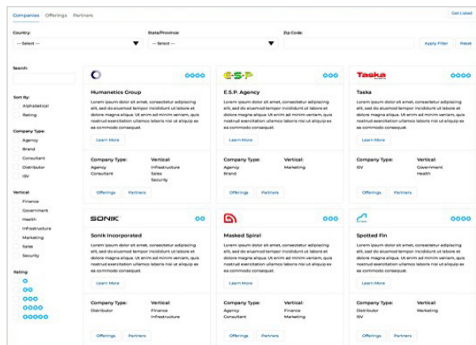 Companies Offerings Partners
Get Listed
Country: State/Province: Zip Code:
-- Select -- -- Select -- Apply Filter Reset
Search:
Sort By:
Alphabetical
Rating
Company Type:
Agency
Brand
Consultant
Distributor
ISV
Vertical
Finance
Government
Health
Infrastructure
Marketing
Sales
Security
Rating
Humanetics Group
Lorem ipsum dolor sit amet, consectetur adipiscing
elit, sed do eiusmod tempor incididunt ut labore et
dolore magna aliqua. Ut enim ad minim veniam, quis
nostrud exercitation ullamco laboris nisi ut aliquip ex
ea commodo consequat.
Learn More
Company Type: Vertical:
Agency Infrastructure
Consultant Sales
Security
Offerings Partners
E-S-P
E.S.P. Agency
Lorem ipsum dolor sit amet, consectetur adipiscing
elit, sed do eiusmod tempor incididunt ut labore et
dolore magna aliqua. Ut enim ad minim veniam, quis
nostrud exercitation ullamco laboris nisi ut aliquip ex
ea commodo consequat.
Learn More
Company Type: Vertical:
Agency Marketing
Brand
Offerings Partners
Taska
Taska
Lorem ipsum dolor sit amet, consectetur adipiscing
elit, sed do eiusmod tempor incididunt ut labore et
dolore magna aliqua. Ut enim ad minim veniam, quis
nostrud exercitation ullamco laboris nisi ut aliquip ex
ea commodo consequat.
Learn More
Company Type: Vertical:
ISV Government
Health
Offerings Partners
SONIK
Sonik Incorporated
Lorem ipsum dolor sit amet, consectetur adipiscing
elit, sed do eiusmod tempor incididunt ut labore et
dolore magna aliqua. Ut enim ad minim veniam, quis
nostrud exercitation ullamco laboris nisi ut aliquip ex
ea commodo consequat.
Learn More
Company Type: Vertical:
Distributor Finance
Infrastructure
Offerings Partners
Masked Spiral
Lorem ipsum dolor sit amet, consectetur adipiscing
elit, sed do eiusmod tempor incididunt ut labore et
dolore magna aliqua. Ut enim ad minim veniam, quis
nostrud exercitation ullamco laboris nisi ut aliquip ex
ea commodo consequat.
Learn More
Company Type: Vertical:
Agency Finance
Consultant Marketing
Offerings Partners
Spotted Fin
Lorem ipsum dolor sit amet, consectetur adipiscing
elit, sed do eiusmod tempor incididunt ut labore et
dolore magna aliqua. Ut enim ad minim veniam, quis
nostrud exercitation ullamco laboris nisi ut aliquip ex
ea commodo consequat.
Learn More
Company Type: Vertical:
Distributor Marketing
ISV
Offerings Partners